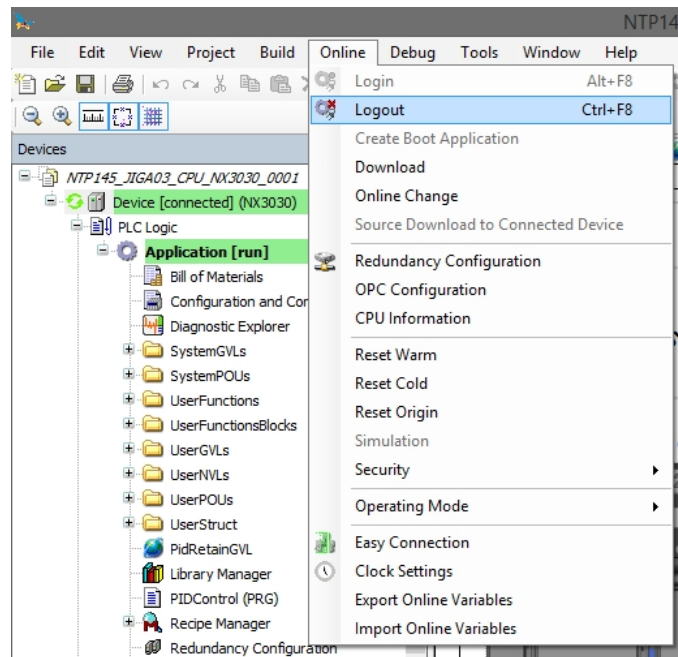 NTP14
File Edit View Project Build Online Debug Tools Window Help
Devices
NTP145_JIGA03_CPU_NX3030_0001
Device [connected] (NX3030)
PLC Logic
Application [run]
Bill of Materials
Configuration and Cor
Diagnostic Explorer
SystemGVLs
SystemPOUs
UserFunctions
UserFunctionsBlocks
UserGVLs
UserNVLs
UserPOUs
UserStruct
PidRetainGVL
Library Manager
PIDControl (PRG)
Recipe Manager
Redundancy Configuration
Login Alt+F8
Logout Ctrl+F8
Create Boot Application
Download
Online Change
Source Download to Connected Device
Redundancy Configuration
OPC Configuration
CPU Information
Reset Warm
Reset Cold
Reset Origin
Simulation
Security
Operating Mode
Easy Connection
Clock Settings
Export Online Variables
Import Online Variables